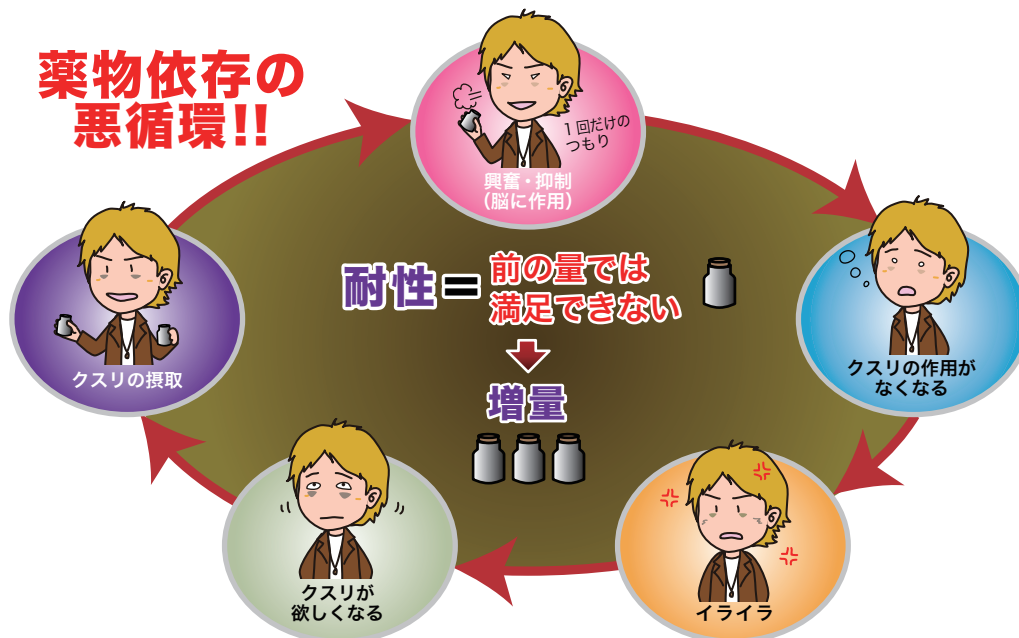 薬物依存の
悪循環!!
1回だけの
つもり
興奮・抑制
（脳に作用）
クスリの作用が
なくなる
イライラ
クスリが
欲しくなる
クスリの摂取
耐性＝前の量では
満足できない
増量